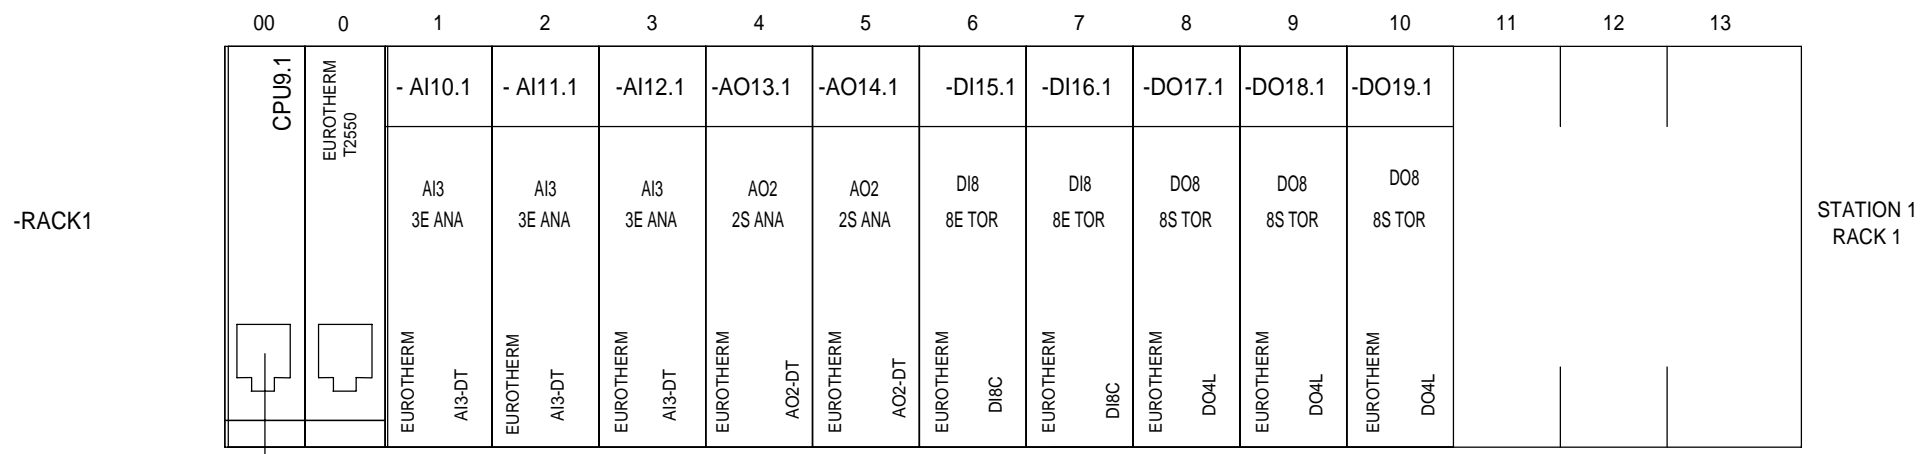 00 0 1 2 3 4 5 6 7 8 9 10 11 12 13
CPU9.1
EUROTHERM
T2550
- AI10.1 - AI11.1 -AI12.1 -AO13.1 -AO14.1 -DI15.1 -DI16.1 -DO17.1 -DO18.1 -DO19.1
AI3 AI3 AI3 AO2 AO2 DI8 DI8 DO8 DO8 DO8
3E ANA 3E ANA 3E ANA 2S ANA 2S ANA 8E TOR 8E TOR 8S TOR 8S TOR 8S TOR
-RACK1
STATION 1
RACK 1
EUROTHERM
AI3-DT
EUROTHERM
AI3-DT
EUROTHERM
AI3-DT
EUROTHERM
AO2-DT
EUROTHERM
AO2-DT
EUROTHERM
DI8C
EUROTHERM
DI8C
EUROTHERM
DO4L
EUROTHERM
DO4L
EUROTHERM
DO4L